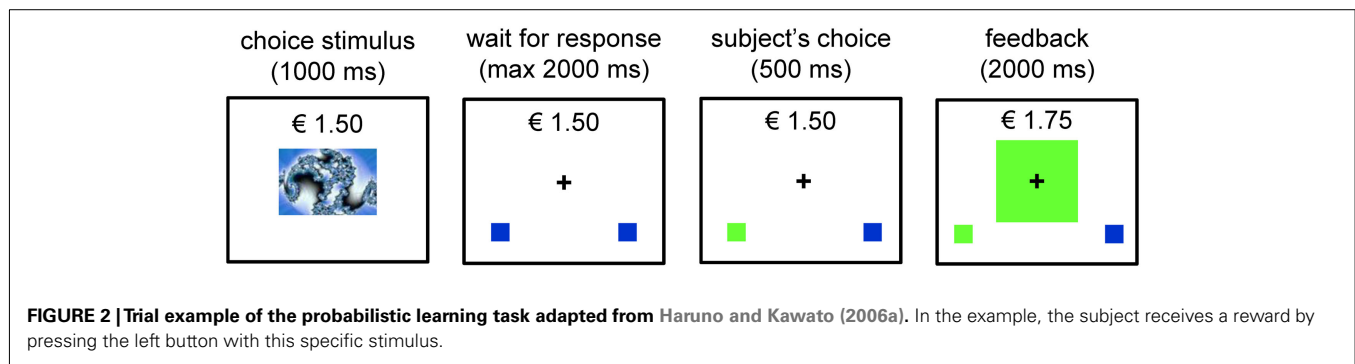 choice stimulus
(1000 ms)
wait for response
(max 2000 ms)
subject's choice
(500 ms)
feedback
(2000 ms)
€ 1.50
€ 1.50
€ 1.50
€ 1.75
+
+
+
FIGURE 2 | Trial example of the probabilistic learning task adapted from Haruno and Kawato (2006a). In the example, the subject receives a reward by
pressing the left button with this specific stimulus.